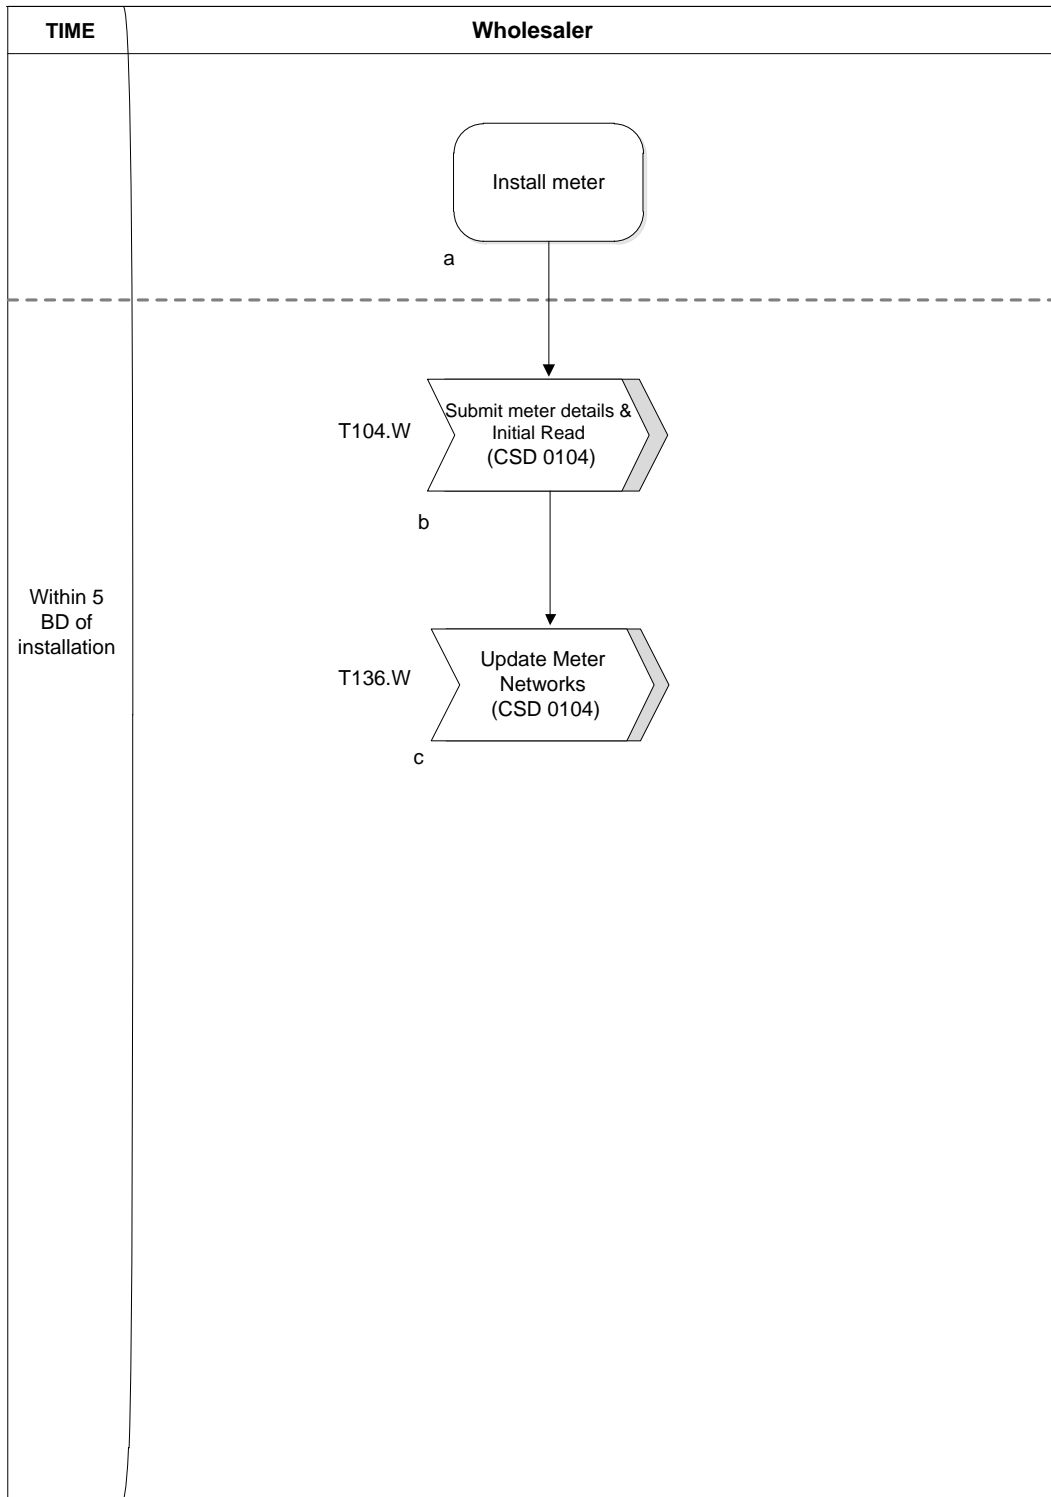 TIME
Wholesaler
Install meter
a
T104.W
Submit meter details &
Initial Read
(CSD 0104)
b
Within 5
BD of
installation
T136.W
Update Meter
Networks
(CSD 0104)
c